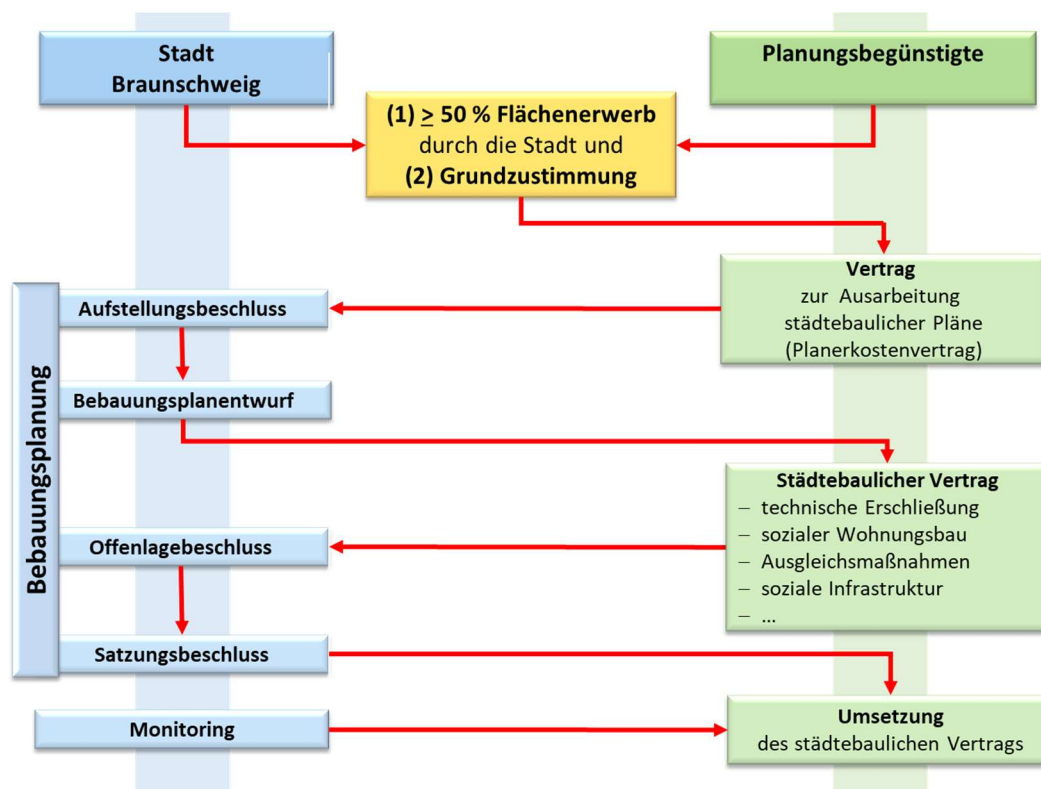 Stadt
Braunschweig
Planungsbegünstigte
(1) ≥ 50 % Flächenerwerb
durch die Stadt und
(2) Grundzustimmung
Vertrag
zur Ausarbeitung
städtebaulicher Pläne
(Planerkostenvertrag)
Bebauungsplanung
Aufstellungsbeschluss
Bebauungsplanentwurf
Städtebaulicher Vertrag
– technische Erschließung
– sozialer Wohnungsbau
– Ausgleichsmaßnahmen
– soziale Infrastruktur
– ...
Offenlagebeschluss
Satzungsbeschluss
Monitoring
Umsetzung
des städtebaulichen Vertrags